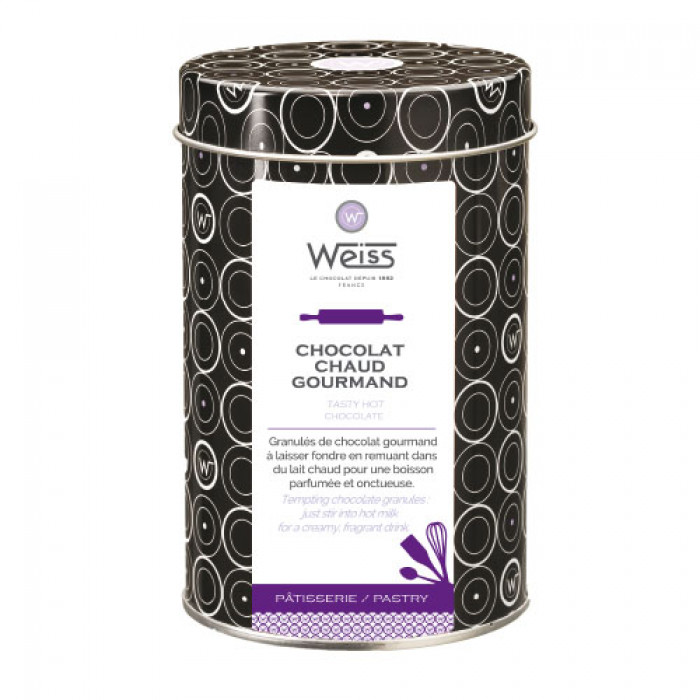 W
Weiss
LE CHOCOLAT DEPUIS 1882
FRANCE
CHOCOLAT
CHAUD
GOURMAND
TASTY HOT
CHOCOLATE
Granulés de chocolat gourmand
à laisser fondre en remuant dans
du lait chaud pour une boisson
parfumée et onctueuse.
Tempting chocolate granules :
just stir into hot milk
for a creamy, fragrant drink
PÂTISSERIE / PASTRY